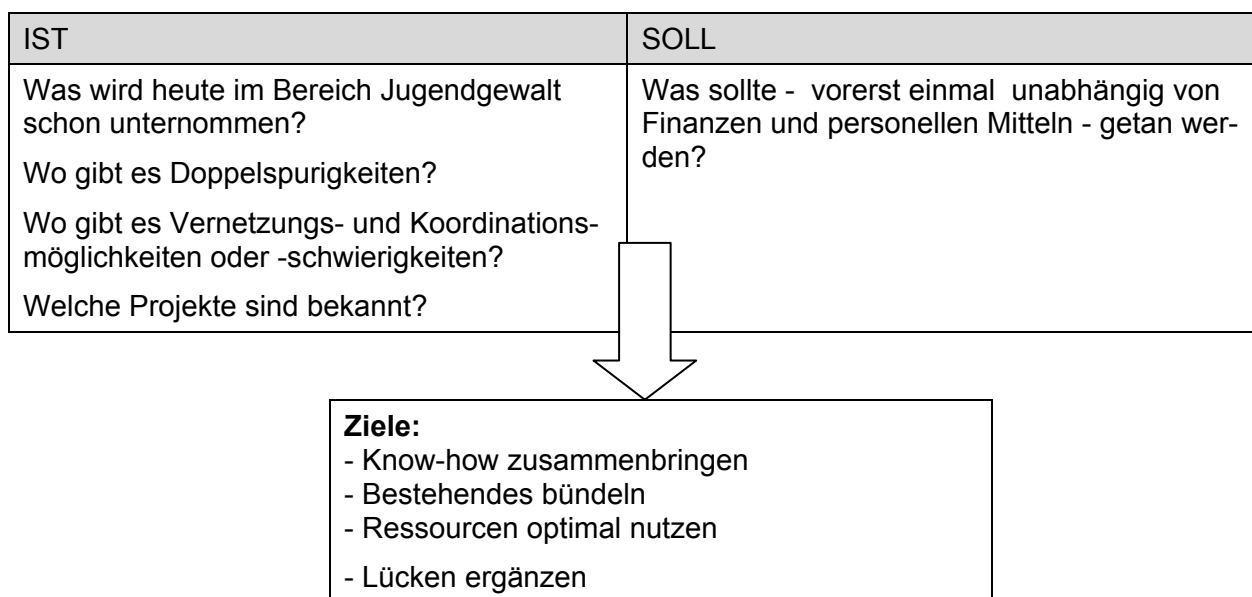 IST
Was wird heute im Bereich Jugendgewalt
schon unternommen?
Wo gibt es Doppelspurigkeiten?
Wo gibt es Vernetzungs- und Koordinations-
möglichkeiten oder -schwierigkeiten?
Welche Projekte sind bekannt?
SOLL
Was sollte - vorerst einmal unabhängig von
Finanzen und personellen Mitteln - getan wer-
den?
Ziele:
- Know-how zusammenbringen
- Bestehendes bündeln
- Ressourcen optimal nutzen
- Lücken ergänzen